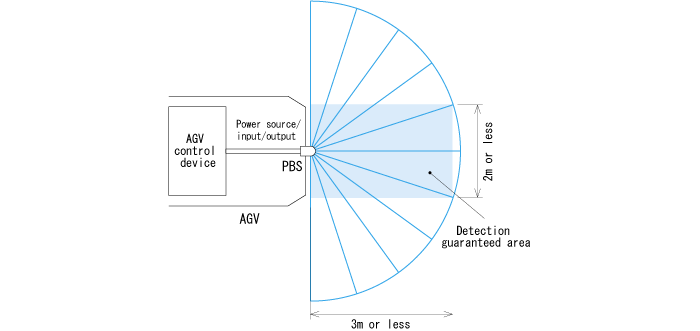 Power source/
input/output
AGV
control
device
PBS
AGV
2m or less
Detection
guaranteed area
3m or less